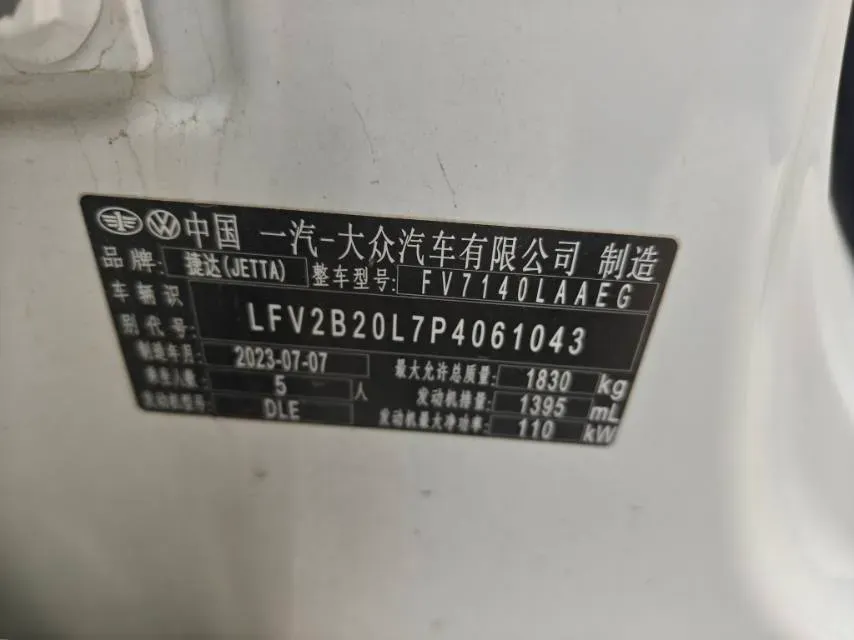 中国 一汽-大众汽车有限公司 制造
品牌: 捷达(JETTA) 整车型号: FV7140LAAEG
车辆识别代号: LFV2B20L7P4061043
制造年月: 2023-07-07 最大允许总质量: 1830 kg
乘坐人数: 5 人 发动机排量: 1395 mL
发动机型号: DLE 发动机最大净功率: 110 kW